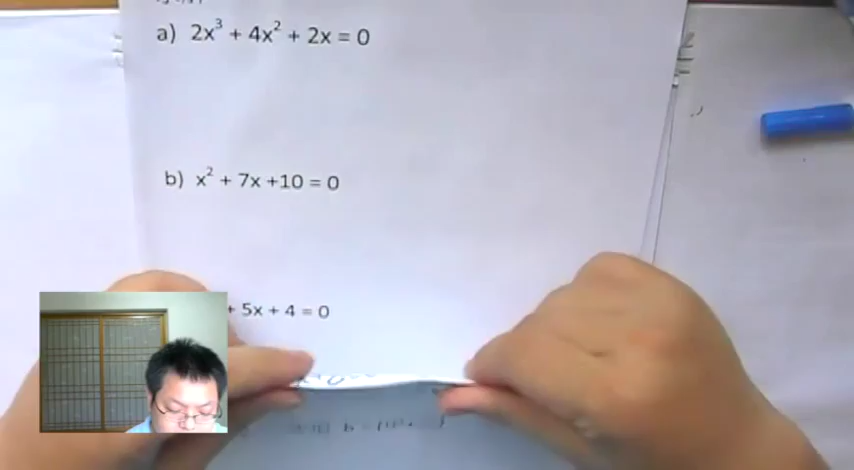 a) 2x³ + 4x² + 2x = 0
b) x² + 7x +10 = 0
+ 5x + 4 = 0